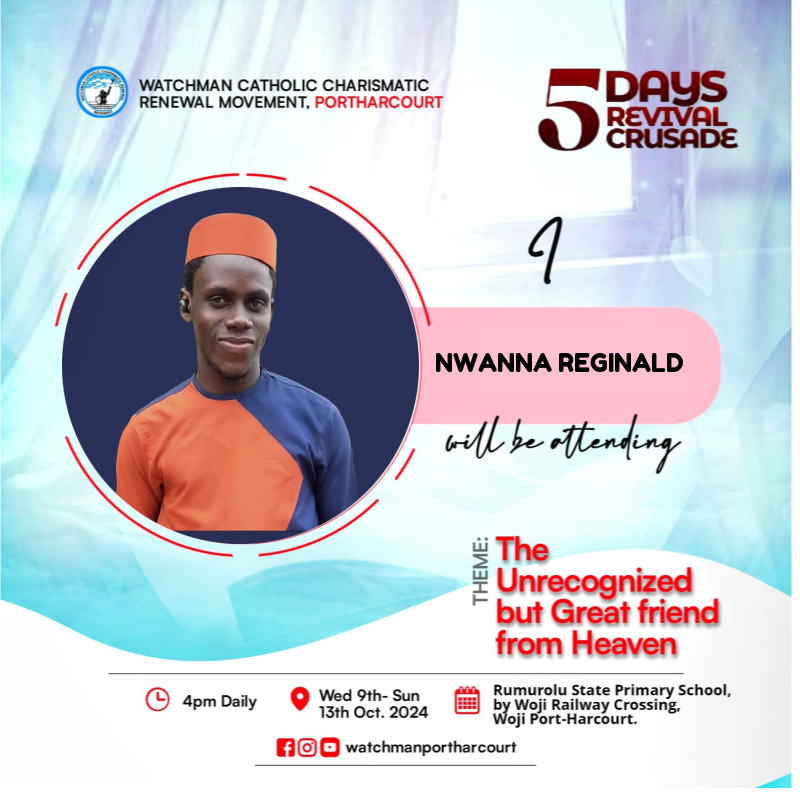 WATCHMAN CATHOLIC CHARISMATIC
RENEWAL MOVEMENT, PORTHARCOURT
5 DAYS
REVIVAL
CRUSADE
I
NWANNA REGINALD
will be attending
THEME:
The
Unrecognized
but Great friend
from Heaven
4pm Daily
Wed 9th- Sun
13th Oct. 2024
Rumurolu State Primary School,
by Woji Railway Crossing,
Woji Port-Harcourt.
watchmanportharcourt